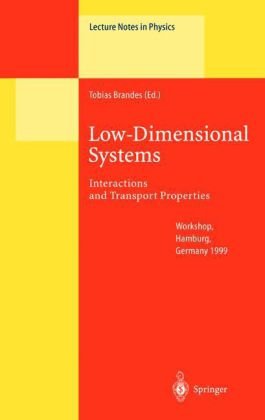 Lecture Notes in Physics
Tobias Brandes (Ed.)
Low-Dimensional
Systems
Interactions
and Transport Properties
Workshop,
Hamburg,
Germany 1999
Springer